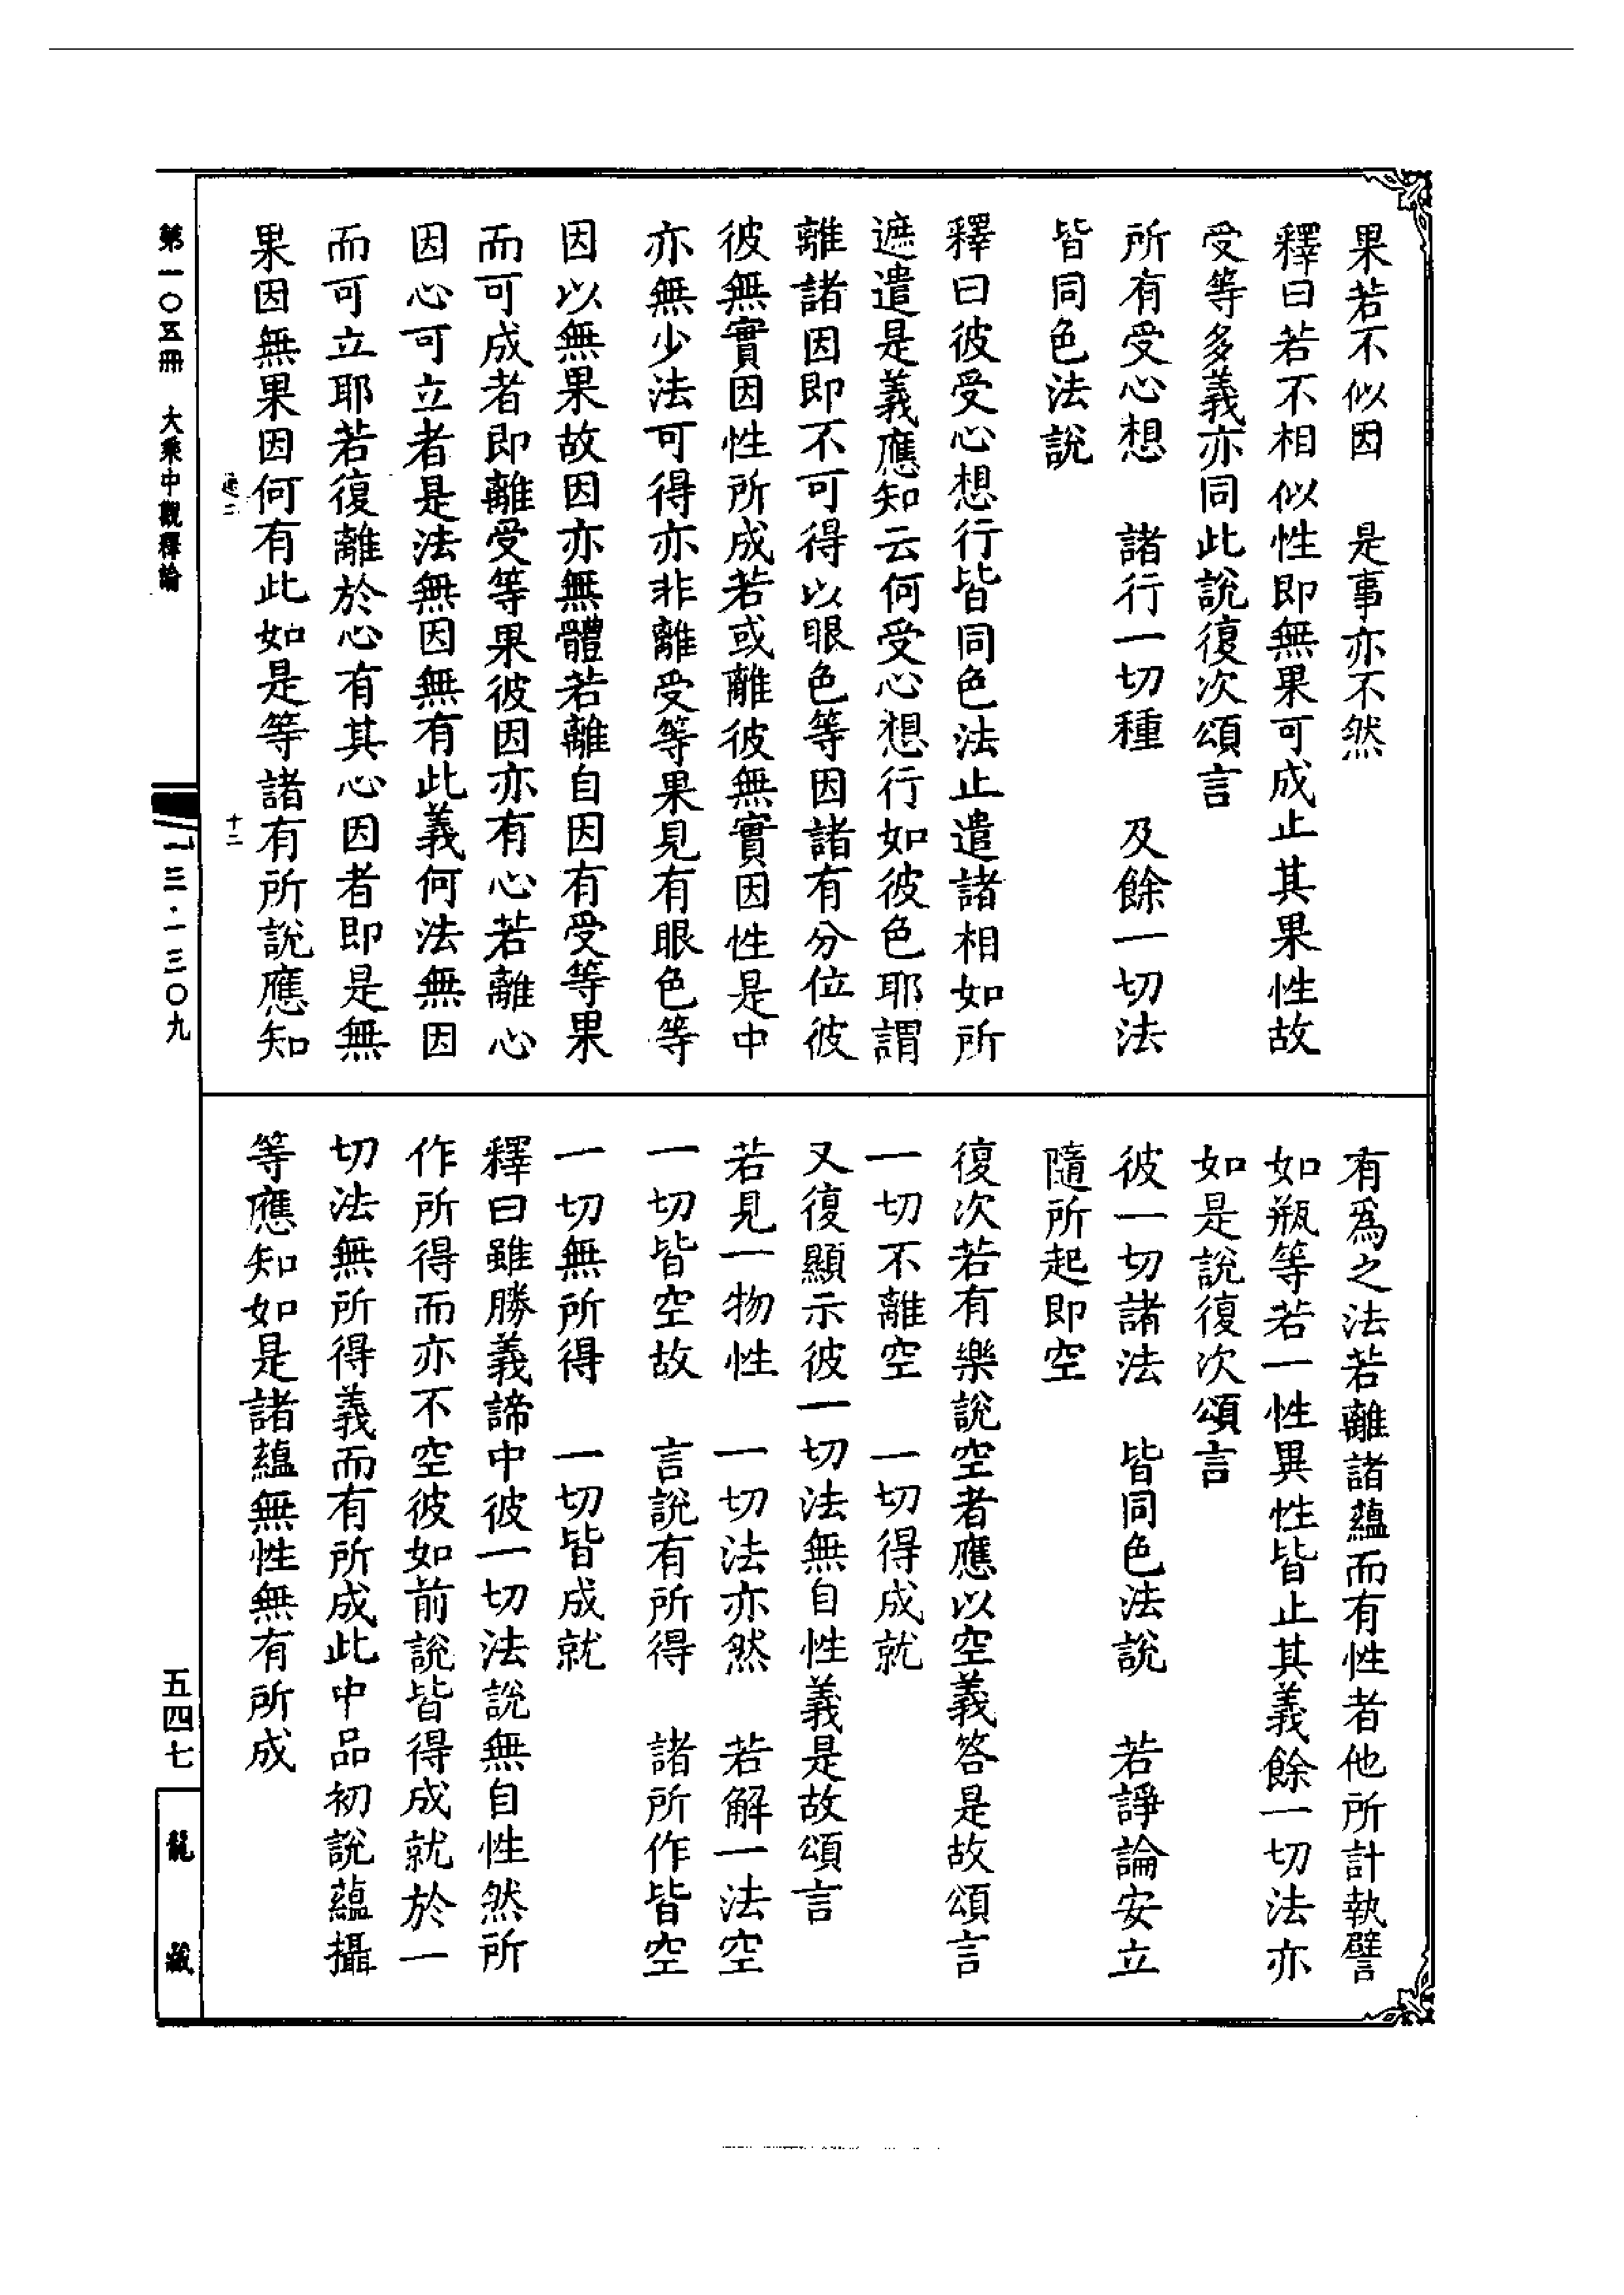 果若不似因　是事亦不然
釋曰若不相似性即無果可成止其果性故
受等多義亦同此說復次頌言
所有受心想　諸行一切種　及餘一切法
皆同色法說
釋曰彼受心想行皆同色法止遣諸相如所
遮遣是義應知云何受心想行如彼色耶謂
離諸因即不可得以眼色等因諸有分位彼
彼無實因性所成若或離彼無實因性是中
亦無少法可得亦非離受等果見有眼色等
因以無果故因亦無體若離自因有受等果
而可成者即離受等果彼因亦有心若離心
因心可立者是法無因無有此義何法無因
而可立耶若復離於心有其心因者即是無
果因無果因何有此如是等諸有所說應知
有為之法若離諸蘊而有性者他所計執譬
如瓶等若一性異性皆止其義餘一切法亦
如是說復次頌言
彼一切諸法　皆同色法說　若諍論安立
隨所起即空
復次若有樂說空者應以空義答是故頌言
一切不離空　一切得成就
又復顯示彼一切法無自性義是故頌言
若見一物性　一切法亦然　若解一法空
一切皆空故　言說有所得　諸所作皆空
一切無所得　一切皆成就
釋曰雖勝義諦中彼一切法說無自性然所
作所得而亦不空彼如前說皆得成就於一
切法無所得義而有所成此中品初說蘊攝
等應知如是諸蘊無性無有所成
十二
第一〇五冊　大乘中觀釋論
一三·一三〇九
五四七
龍藏